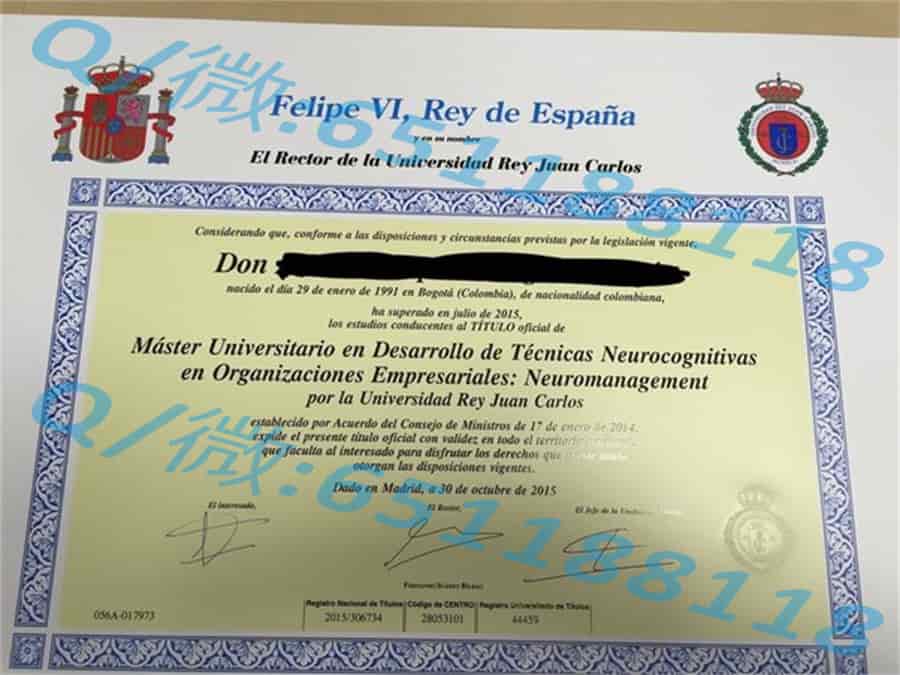 Q/微:65118118
Felipe VI, Rey de España
y en su nombre
El Rector de la Universidad Rey Juan Carlos
Considerando que, conforme a las disposiciones y circunstancias previstas por la legislación vigente,
Don
nacido el día 29 de enero de 1991 en Bogotá (Colombia), de nacionalidad colombiana,
ha superado en julio de 2015,
los estudios conducentes al TÍTULO oficial de
Máster Universitario en Desarrollo de Técnicas Neurocognitivas
en Organizaciones Empresariales: Neuromanagement
por la Universidad Rey Juan Carlos
establecido por Acuerdo del Consejo de Ministros de 17 de enero de 2014,
expide el presente título oficial con validez en todo el territorio
que faculta al interesado para disfrutar los derechos que
otorgan las disposiciones vigentes.
Dado en Madrid, a 30 de octubre de 2015
El interesado, El Rector, El Jefe de la
Q/微:65118118
Fernando Suárez Bilbao
Registro Nacional de Títulos Código de CENTRO Registro Universitario de Títulos
056A-017973 2015/306734 28053101 44459